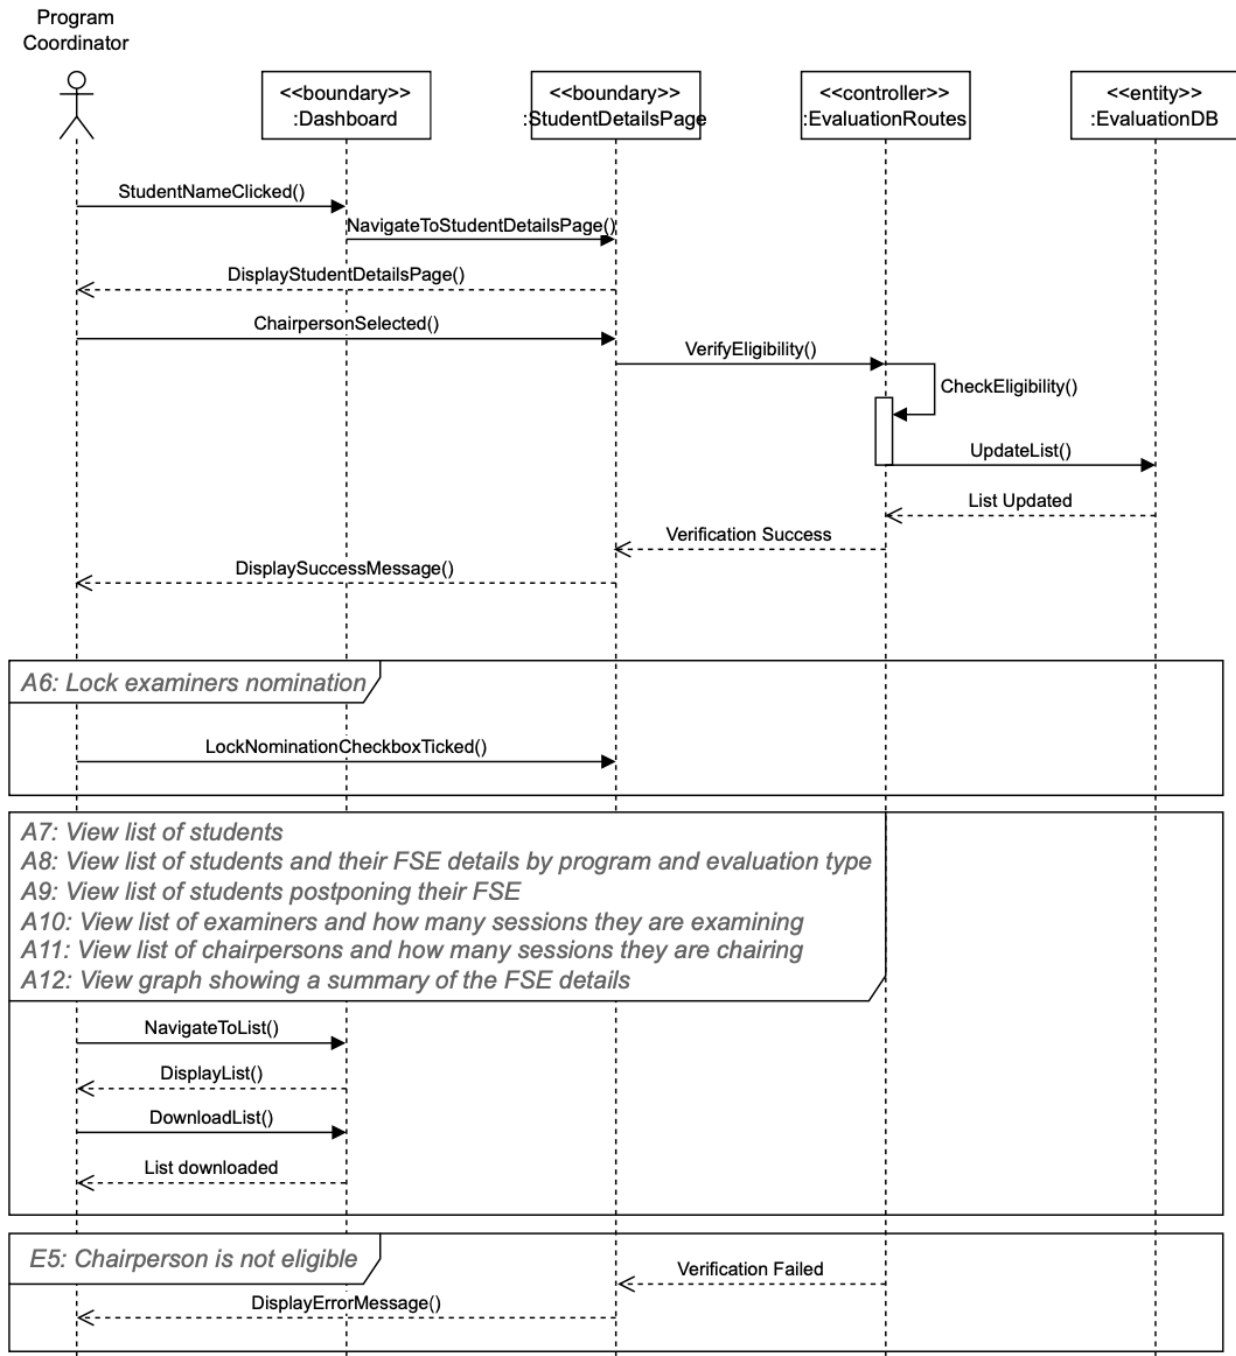 Program
Coordinator
<<boundary>>
:Dashboard
<<boundary>>
:StudentDetailsPage
<<controller>>
:EvaluationRoutes
<<entity>>
:EvaluationDB
StudentNameClicked()
NavigateToStudentDetailsPage()
DisplayStudentDetailsPage()
ChairpersonSelected()
VerifyEligibility()
CheckEligibility()
UpdateList()
List Updated
Verification Success
DisplaySuccessMessage()
A6: Lock examiners nomination
LockNominationCheckboxTicked()
A7: View list of students
A8: View list of students and their FSE details by program and evaluation type
A9: View list of students postponing their FSE
A10: View list of examiners and how many sessions they are examining
A11: View list of chairpersons and how many sessions they are chairing
A12: View graph showing a summary of the FSE details
NavigateToList()
DisplayList()
DownloadList()
List downloaded
E5: Chairperson is not eligible
Verification Failed
DisplayErrorMessage()